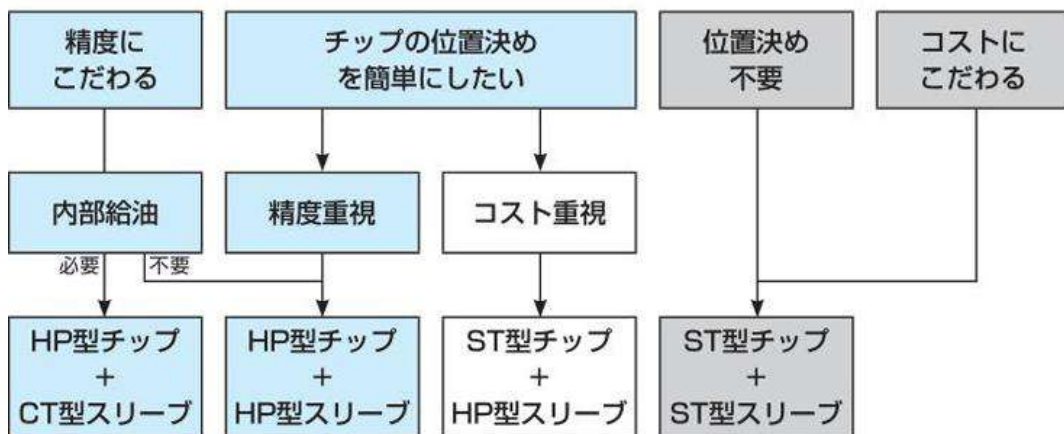 精度に
こだわる
チップの位置決め
を簡単にしたい
位置決め
不要
コストに
こだわる
内部給油
精度重視
コスト重視
必要
不要
HP型チップ
+
CT型スリーブ
HP型チップ
+
HP型スリーブ
ST型チップ
+
HP型スリーブ
ST型チップ
+
ST型スリーブ